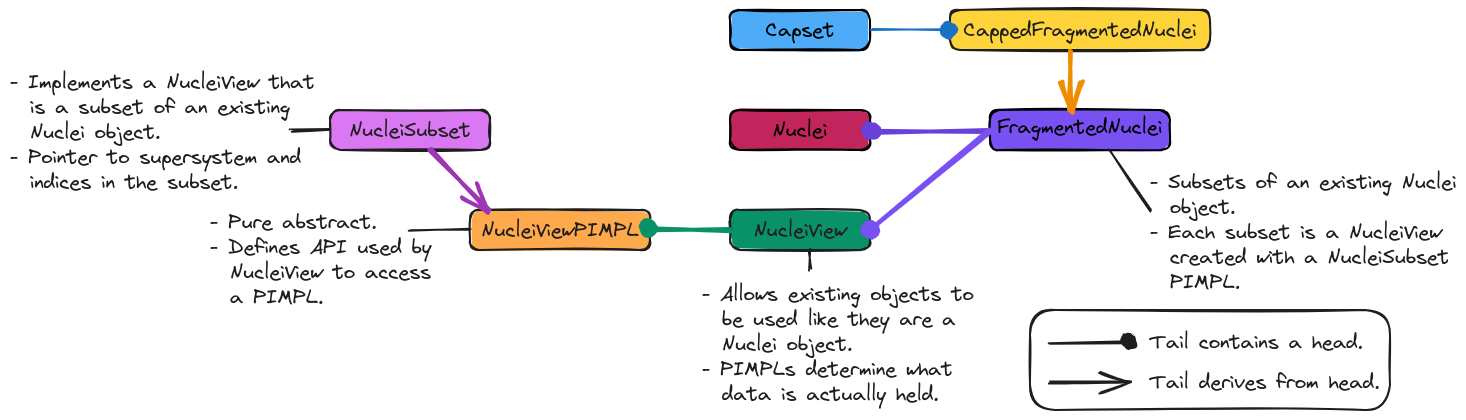 Capset
CappedFragmentedNuclei
- Implements a NucleiView that
is a subset of an existing
Nuclei object.
- Pointer to supersystem and
indices in the subset.
NucleiSubset
Nuclei
FragmentedNuclei
- Subsets of an existing Nuclei
object.
- Each subset is a NucleiView
created with a NucleiSubset
PIMPL.
- Pure abstract.
- Defines API used by
NucleiView to access
a PIMPL.
NucleiViewPIMPL
NucleiView
- Allows existing objects to
be used like they are a
Nuclei object.
- PIMPLs determine what
data is actually held.
Tail contains a head.
Tail derives from head.